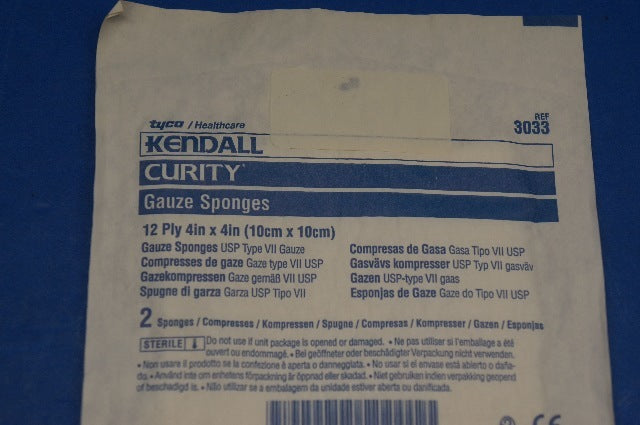 tyco / Healthcare
REF
3033
KENDALL
CURITY
Gauze Sponges
12 Ply 4in x 4in (10cm x 10cm)
Gauze Sponges USP Type VII Gauze
Compresses de gaze Gaze type VII USP
Gazekompressen Gaze gemäß VII USP
Spugne di garza Garza USP Tipo VII
Compresas de Gasa Gasa Tipo VII USP
Gasvävs kompresser USP Typ VII gasväv
Gazen USP-type VII gaas
Esponjas de Gaze Gaze do Tipo VII USP
2 Sponges / Compresses / Kompressen / Spugne / Compresas / Kompresser / Gazen / Esponjas
STERILE Do not use if unit package is opened or damaged. • Ne pas utiliser si l'emballage a été
ouvert ou endommagé. • Bei geöffneter oder beschädigter Verpackung nicht verwenden.
• Non usare il prodotto se la confezione è aperta o danneggiata. • No usar si el envase está abierto o daña-
do. • Använd inte om enhetens förpackning är öppnad eller skadad. • Niet gebruiken indien verpakking geopend
of beschadigd is. • Não utilizar se a embalagem da unidade estiver aberta ou danificada.
CE